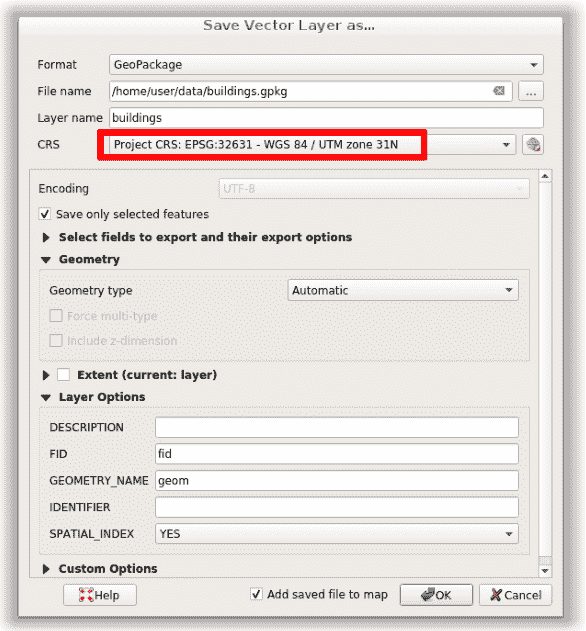 Save Vector Layer as...
Format GeoPackage
File name /home/user/data/buildings.gpkg ...
Layer name buildings
CRS Project CRS: EPSG:32631 - WGS 84 / UTM zone 31N
Encoding UTF-8
Save only selected features
Select fields to export and their export options
Geometry
Geometry type Automatic
Force multi-type
Include z-dimension
Extent (current: layer)
Layer Options
DESCRIPTION
FID fid
GEOMETRY_NAME geom
IDENTIFIER
SPATIAL_INDEX YES
Custom Options
Help Add saved file to map OK Cancel